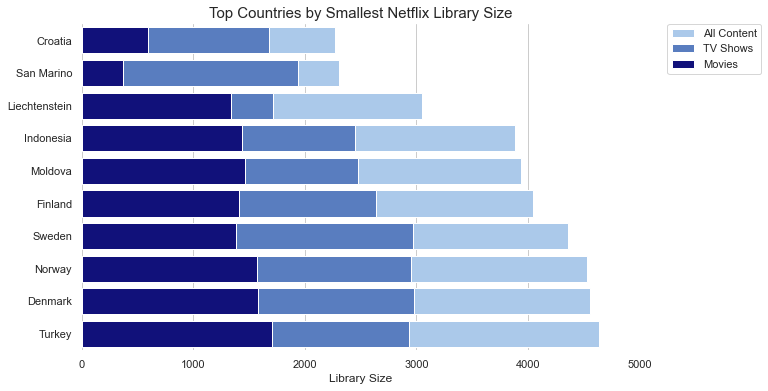 Top Countries by Smallest Netflix Library Size
All Content
TV Shows
Movies
Croatia
San Marino
Liechtenstein
Indonesia
Moldova
Finland
Sweden
Norway
Denmark
Turkey
0 1000 2000 3000 4000 5000
Library Size